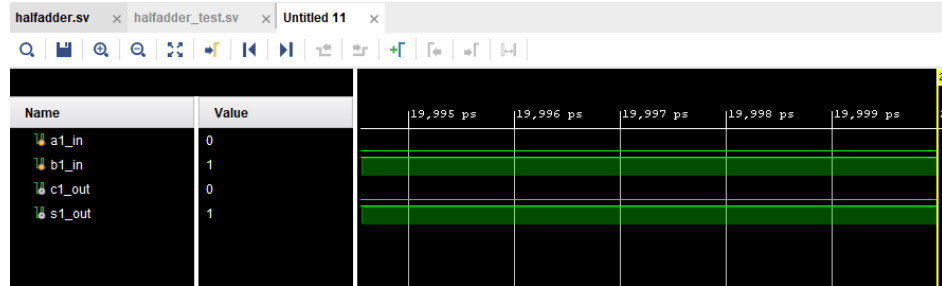 halfadder.sv × halfadder_test.sv × Untitled 11 ×
Name Value
19,995 ps 19,996 ps 19,997 ps 19,998 ps 19,999 ps
a1_in 0
b1_in 1
c1_out 0
s1_out 1